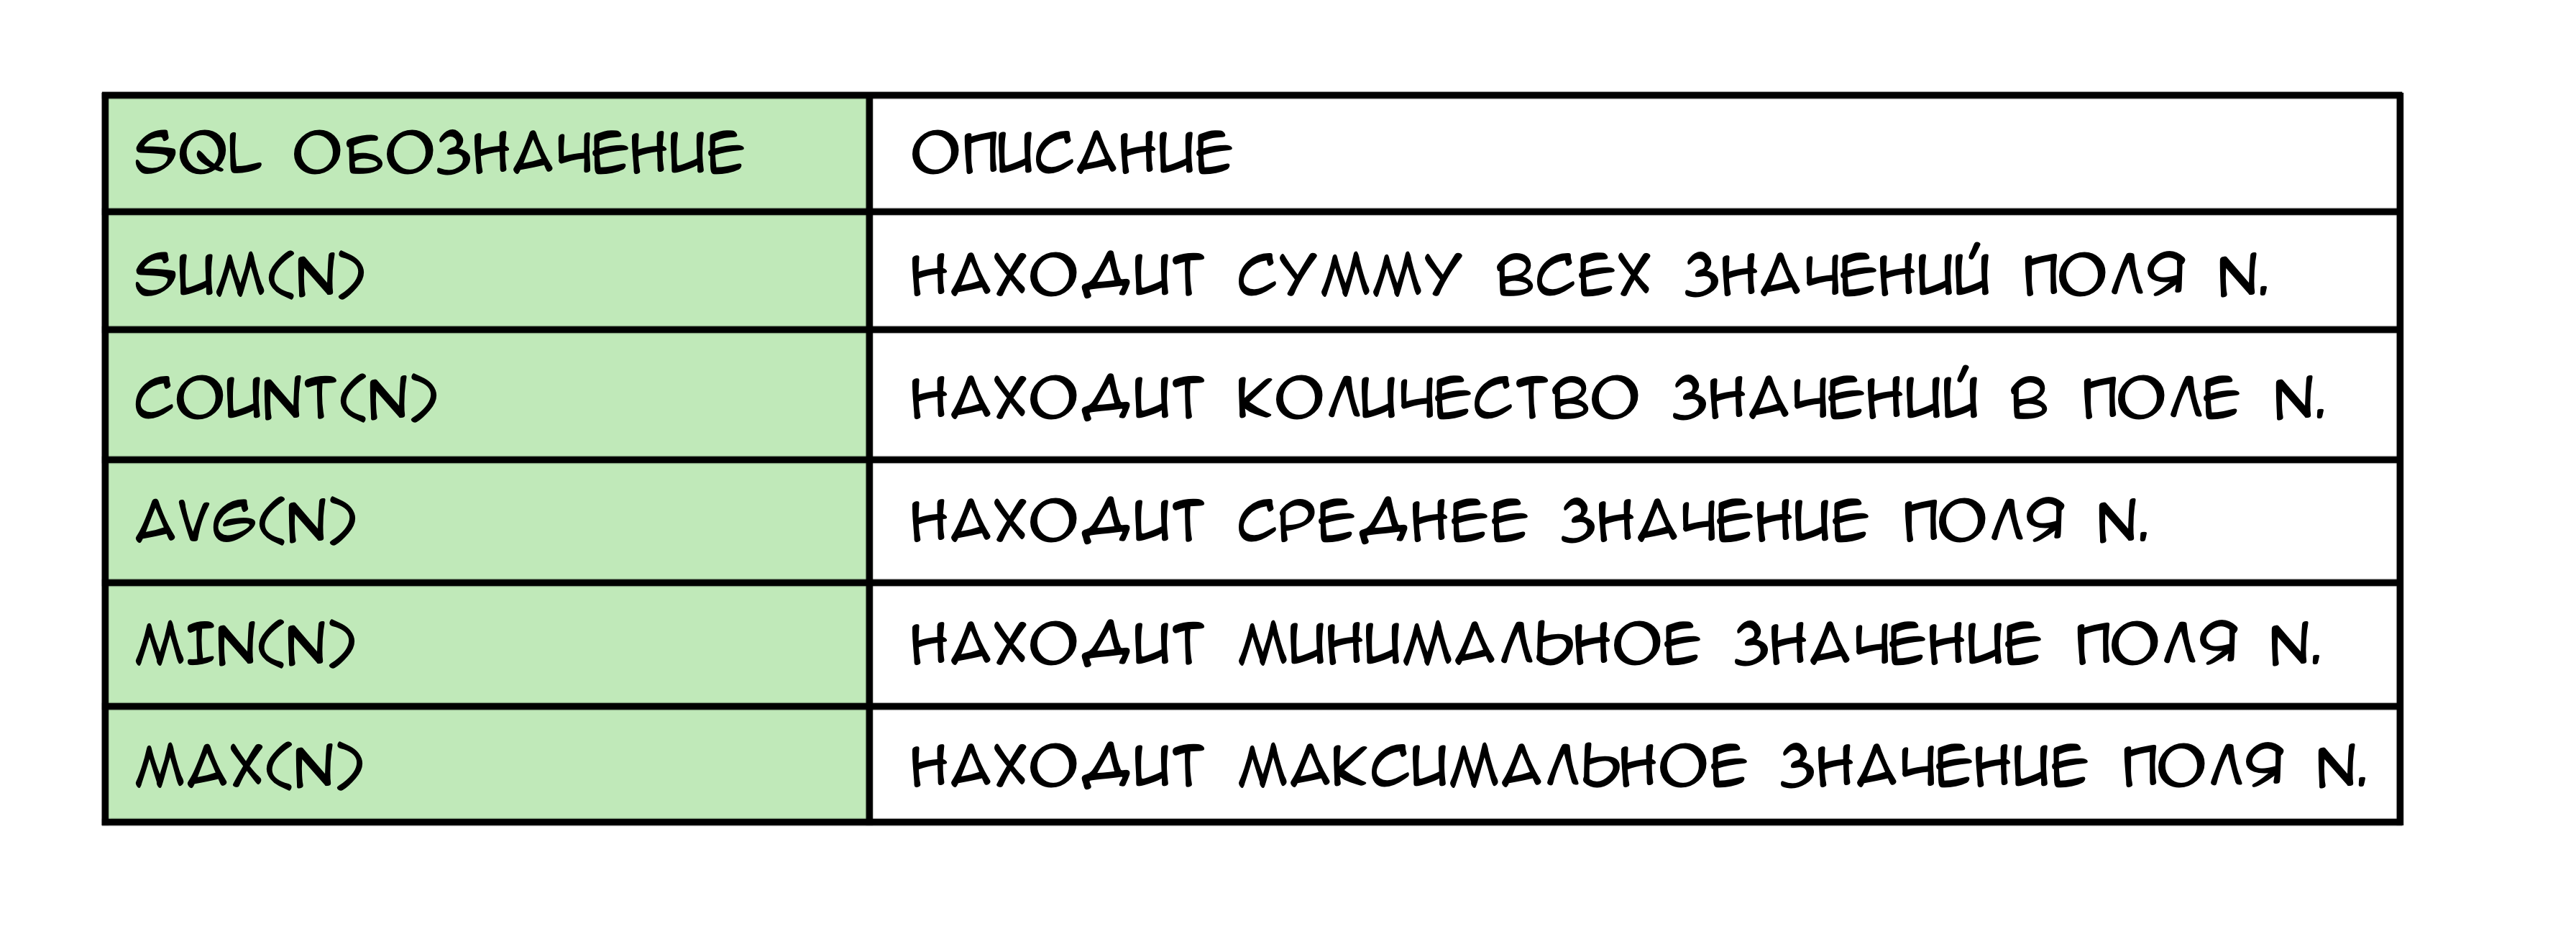 SQL ОБОЗНАЧЕНИЕ
ОПИСАНИЕ
SUM(N)
НАХОДИТ СУММУ ВСЕХ ЗНАЧЕНИЙ ПОЛЯ N.
COUNT(N)
НАХОДИТ КОЛИЧЕСТВО ЗНАЧЕНИЙ В ПОЛЕ N.
AVG(N)
НАХОДИТ СРЕДНЕЕ ЗНАЧЕНИЕ ПОЛЯ N.
MIN(N)
НАХОДИТ МИНИМАЛЬНОЕ ЗНАЧЕНИЕ ПОЛЯ N.
MAX(N)
НАХОДИТ МАКСИМАЛЬНОЕ ЗНАЧЕНИЕ ПОЛЯ N.